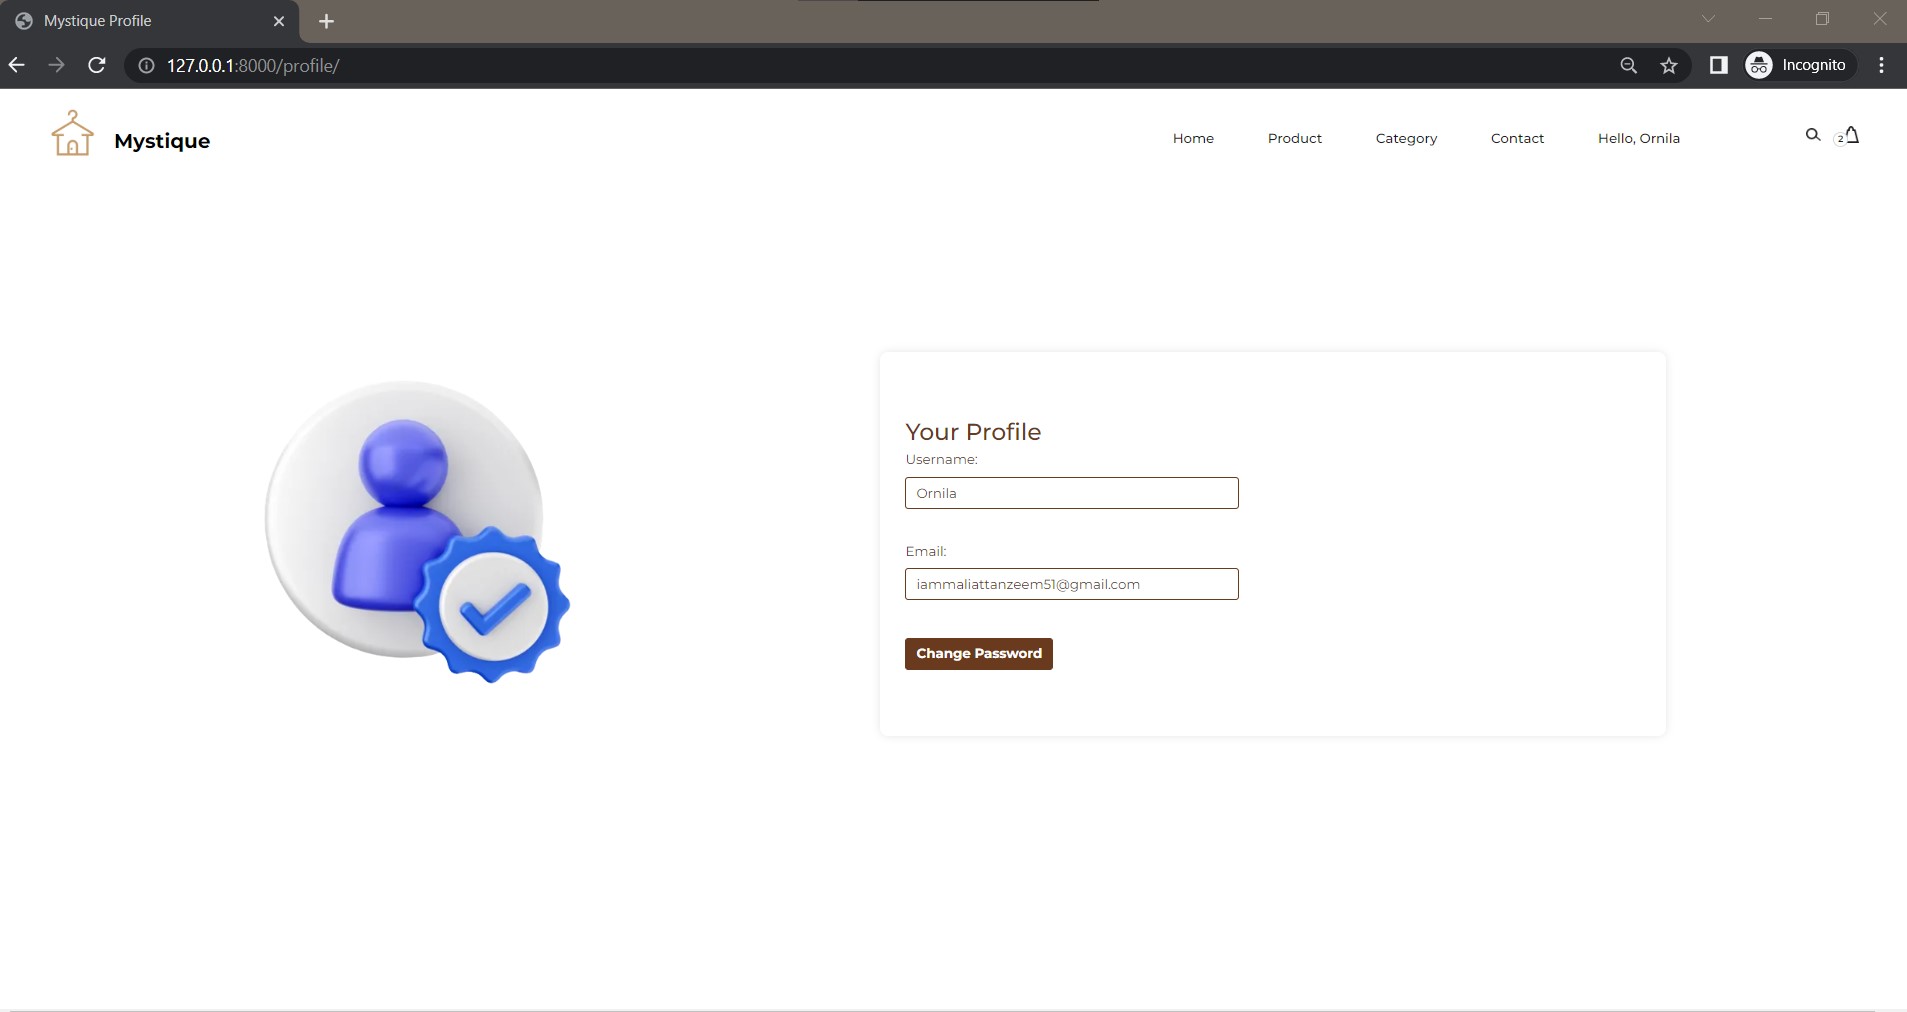 Mystique Profile
127.0.0.1:8000/profile/
Incognito
Mystique
Home
Product
Category
Contact
Hello, Ornila
2
Your Profile
Username:
Ornila
Email:
iammaliattanzeem51@gmail.com
Change Password